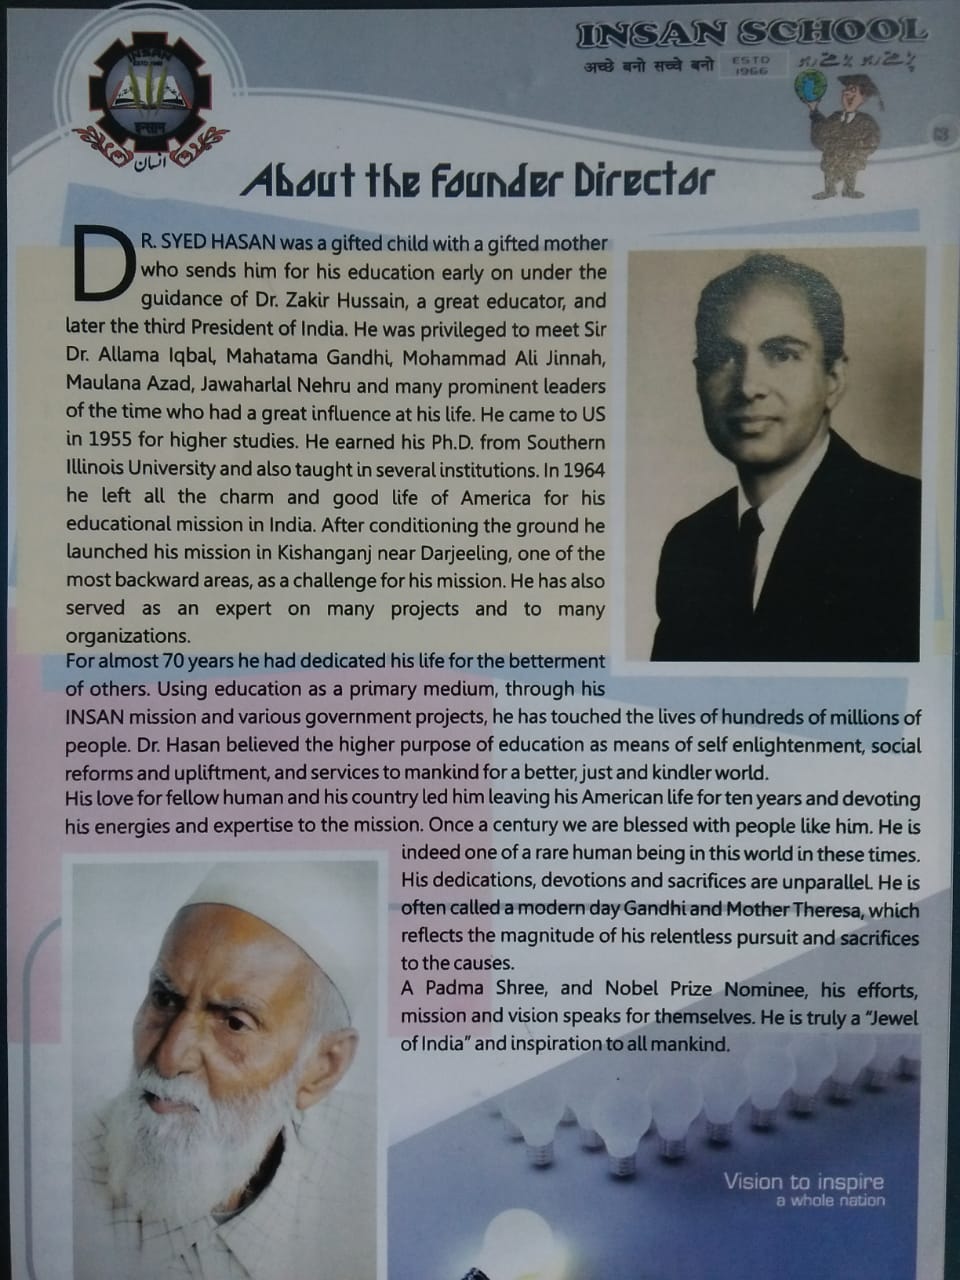 INSAN SCHOOL
अच्छे बनो सच्चे बनो
ESTD
1966
INSAN
इन्सान
انسان
63
About the Founder Director
DR. SYED HASAN was a gifted child with a gifted mother
who sends him for his education early on under the
guidance of Dr. Zakir Hussain, a great educator, and
later the third President of India. He was privileged to meet Sir
Dr. Allama Iqbal, Mahatama Gandhi, Mohammad Ali Jinnah,
Maulana Azad, Jawaharlal Nehru and many prominent leaders
of the time who had a great influence at his life. He came to US
in 1955 for higher studies. He earned his Ph.D. from Southern
Illinois University and also taught in several institutions. In 1964
he left all the charm and good life of America for his
educational mission in India. After conditioning the ground he
launched his mission in Kishanganj near Darjeeling, one of the
most backward areas, as a challenge for his mission. He has also
served as an expert on many projects and to many
organizations.
For almost 70 years he had dedicated his life for the betterment
of others. Using education as a primary medium, through his
INSAN mission and various government projects, he has touched the lives of hundreds of millions of
people. Dr. Hasan believed the higher purpose of education as means of self enlightenment, social
reforms and upliftment, and services to mankind for a better, just and kindler world.
His love for fellow human and his country led him leaving his American life for ten years and devoting
his energies and expertise to the mission. Once a century we are blessed with people like him. He is
indeed one of a rare human being in this world in these times.
His dedications, devotions and sacrifices are unparallel. He is
often called a modern day Gandhi and Mother Theresa, which
reflects the magnitude of his relentless pursuit and sacrifices
to the causes.
A Padma Shree, and Nobel Prize Nominee, his efforts,
mission and vision speaks for themselves. He is truly a “Jewel
of India” and inspiration to all mankind.
Vision to inspire
a whole nation